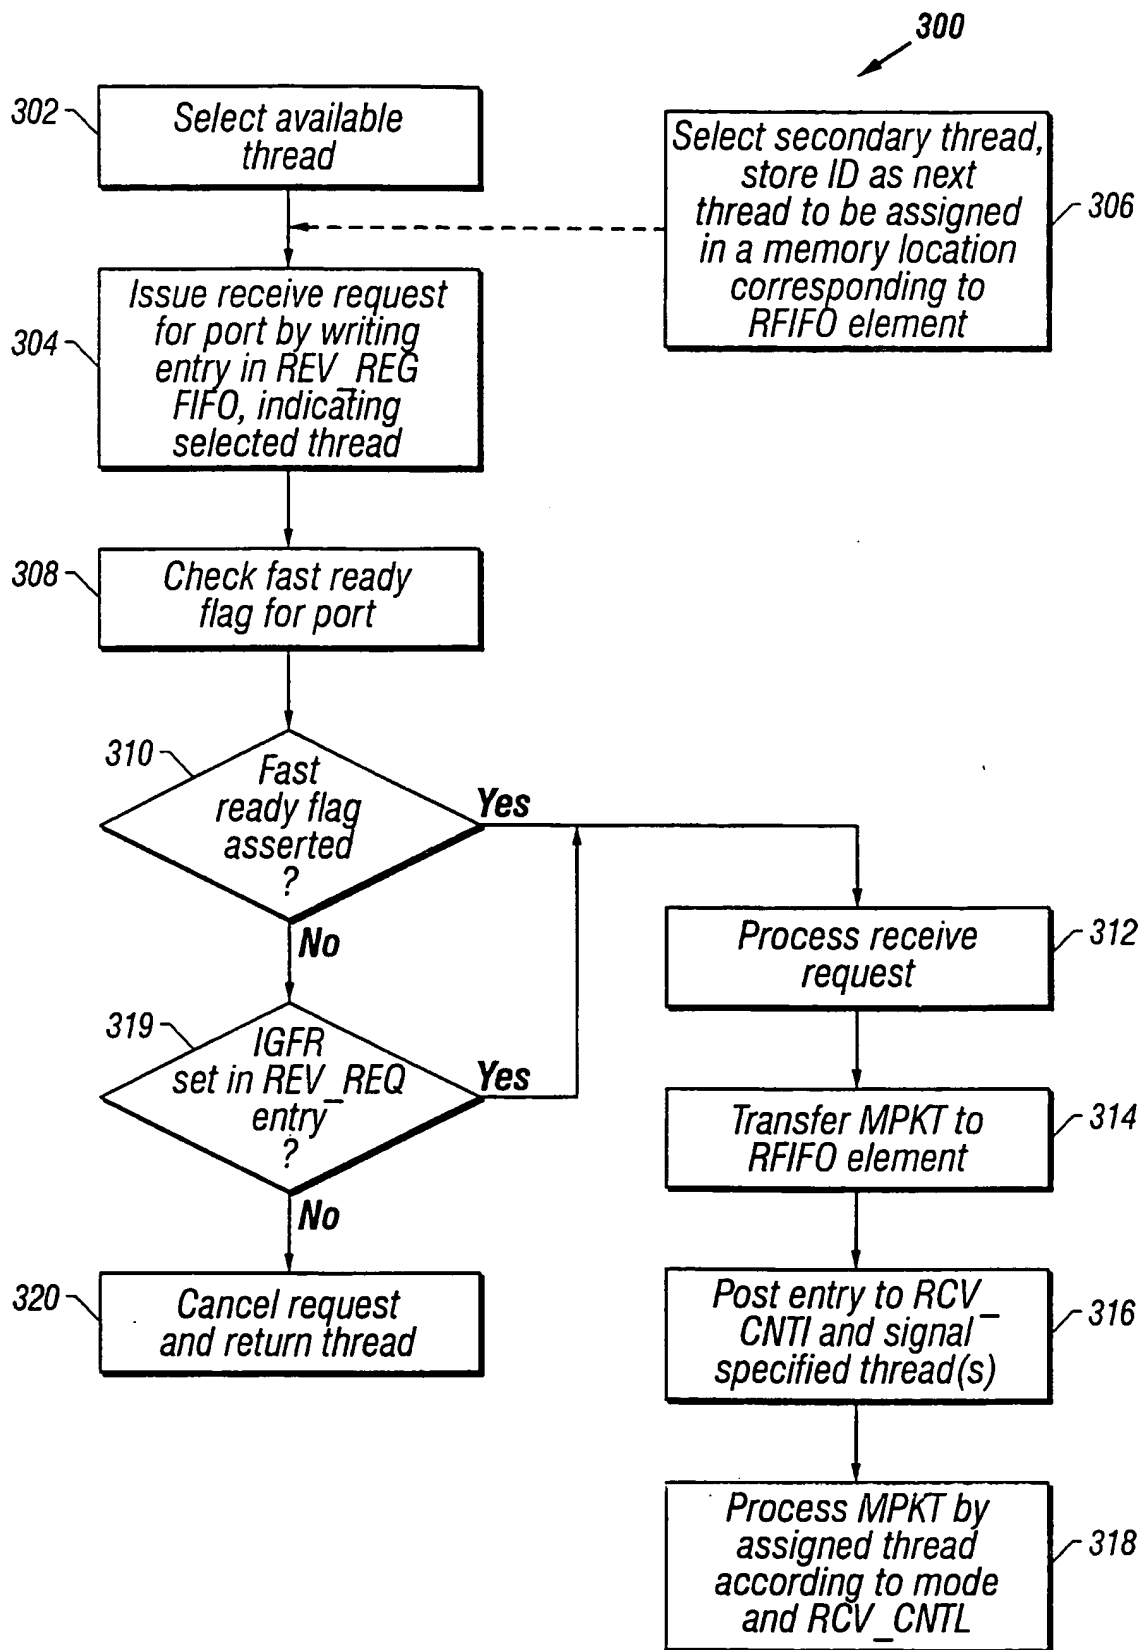 300
302
Select available
thread
Select secondary thread,
store ID as next
thread to be assigned
in a memory location
corresponding to
RFIFO element
306
304
Issue receive request
for port by writing
entry in REV_REG
FIFO, indicating
selected thread
308
Check fast ready
flag for port
310
Fast
ready flag
asserted
?
Yes
No
312
Process receive
request
319
IGFR
set in REV_REQ
entry
?
Yes
No
314
Transfer MPKT to
RFIFO element
320
Cancel request
and return thread
Post entry to RCV_
CNTI and signal
specified thread(s)
316
Process MPKT by
assigned thread
according to mode
and RCV_CNTL
318